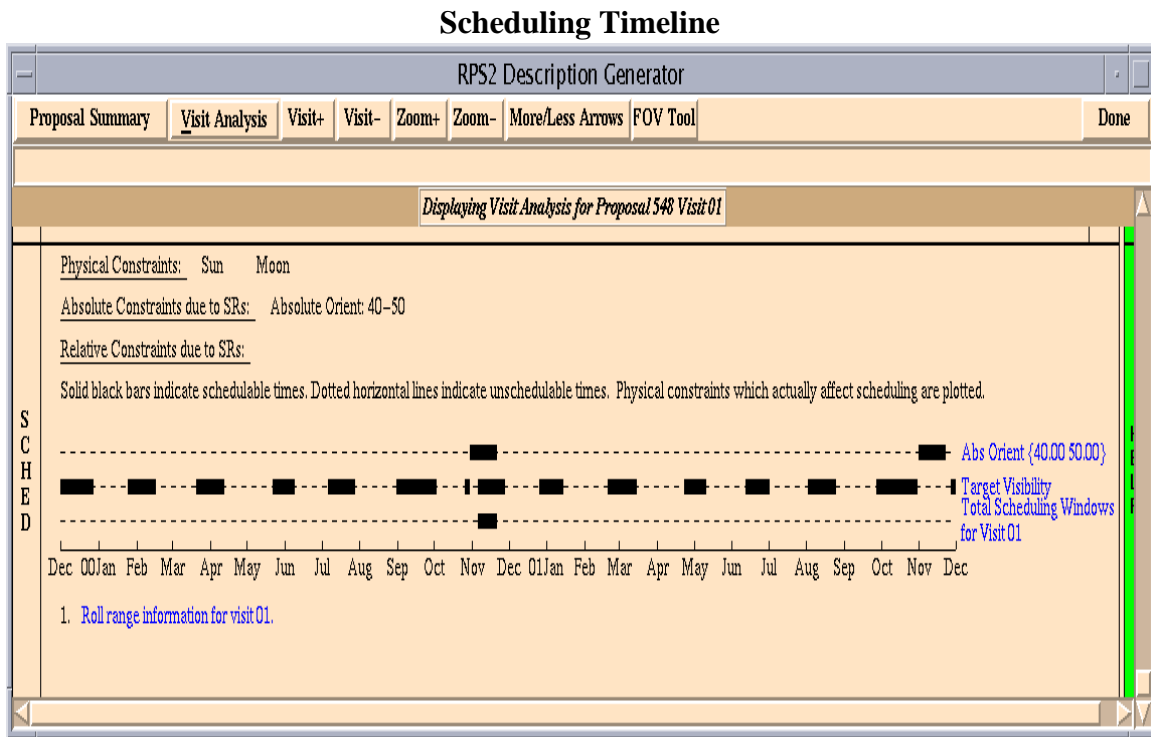 Scheduling Timeline
RPS2 Description Generator
Proposal Summary Visit Analysis Visit+ Visit- Zoom+ Zoom- More/Less Arrows FOV Tool Done
Displaying Visit Analysis for Proposal 548 Visit 01
Physical Constraints: Sun Moon
Absolute Constraints due to SRs: Absolute Orient: 40-50
Relative Constraints due to SRs:
Solid black bars indicate schedulable times. Dotted horizontal lines indicate unschedulable times. Physical constraints which actually affect scheduling are plotted.
SCHED
Abs Orient {40.00 50.00}
Target Visibility
Total Scheduling Windows
for Visit 01
Dec 00Jan Feb Mar Apr May Jun Jul Aug Sep Oct Nov Dec 01Jan Feb Mar Apr May Jun Jul Aug Sep Oct Nov Dec
1. Roll range information for visit 01.